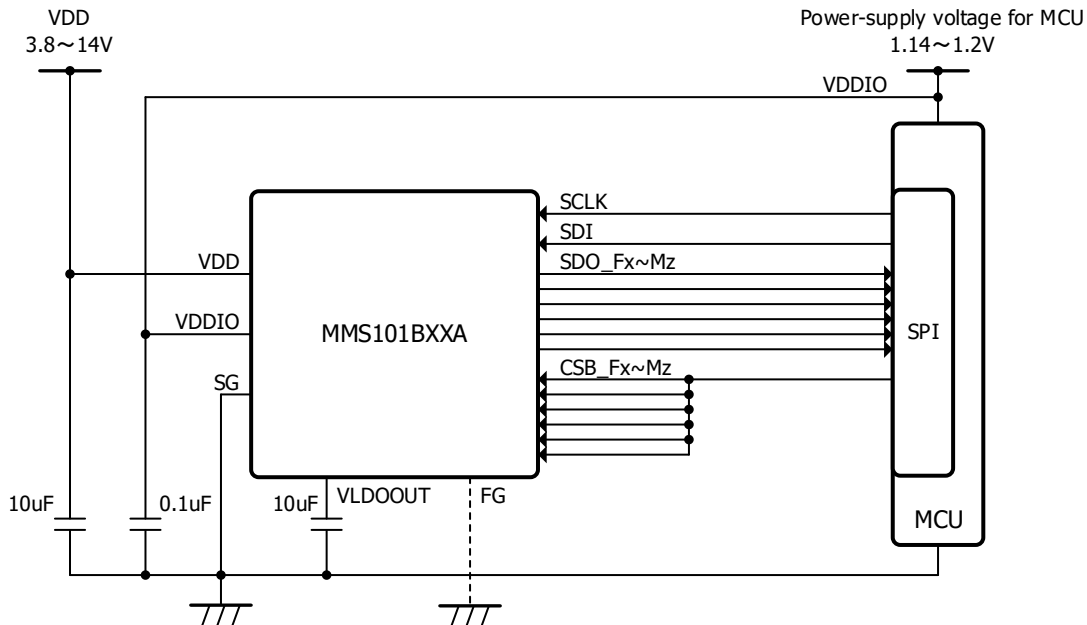 VDD
3.8～14V
Power-supply voltage for MCU
1.14～1.2V
VDDIO
SCLK
SDI
SDO_Fx~Mz
VDD
VDDIO
MMS101BXXA
SPI
CSB_Fx~Mz
SG
10uF
0.1uF
10uF
VLDOOUT
FG
MCU